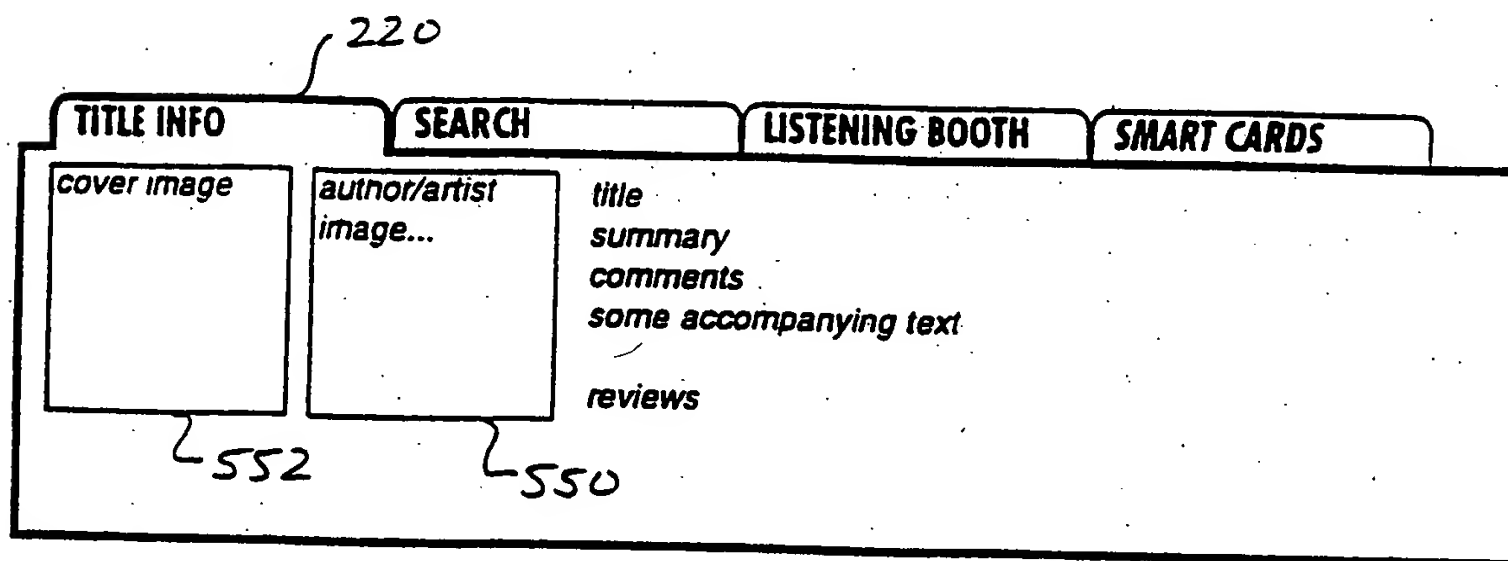 220
TITLE INFO SEARCH LISTENING BOOTH SMART CARDS
cover image
author/artist
image...
title
summary
comments
some accompanying text
reviews
552
550